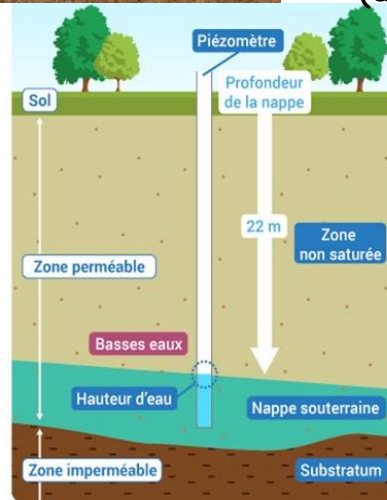 Piézomètre
Profondeur
de la nappe
Sol
22 m
Zone
non saturée
Zone perméable
Basses eaux
Hauteur d'eau
Nappe souterraine
Zone imperméable
Substratum